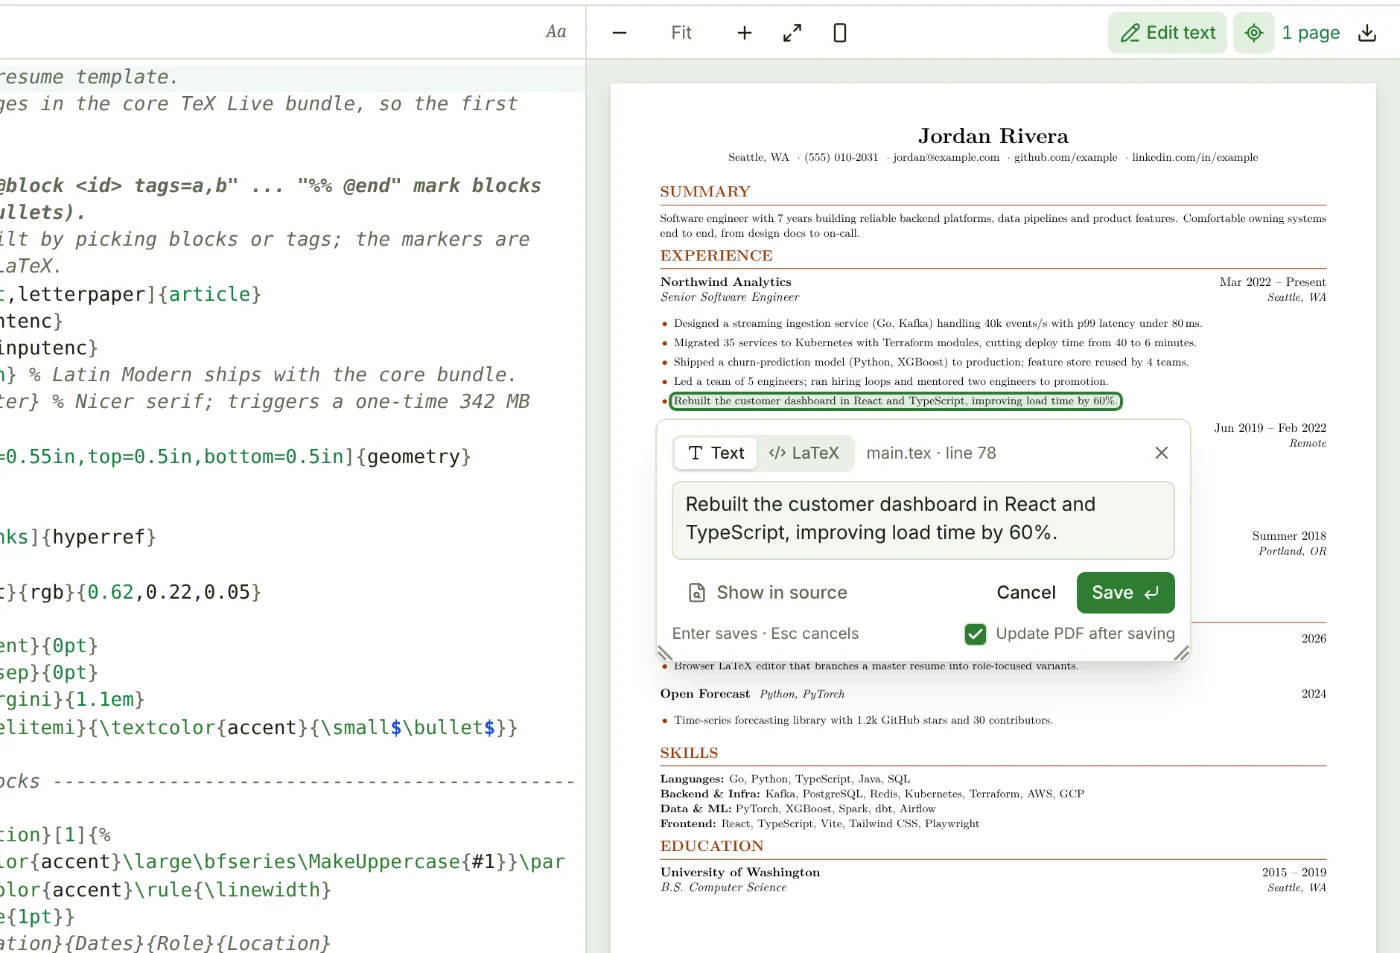 Aa
resume template.
ges in the core TeX Live bundle, so the first
@block <id> tags=a,b" ... "%% @end" mark blocks
ullets).
ilt by picking blocks or tags; the markers are
LaTeX.
t,letterpaper]{article}
ntenc}
inputenc}
n} % Latin Modern ships with the core bundle.
ter} % Nicer serif; triggers a one-time 342 MB
=0.55in,top=0.5in,bottom=0.5in]{geometry}
nks]{hyperref}
t}{rgb}{0.62,0.22,0.05}
ent}{0pt}
sep}{0pt}
rgini}{1.1em}
elitemi}{\textcolor{accent}{\small$\bullet$}}
ocks ---------------------------------------------
tion}[1]{%
lor{accent}\large\bfseries\MakeUppercase{#1}}\par
olor{accent}\rule{\linewidth}
e{1pt}}
ation}{Dates}{Role}{Location}
Fit
Edit text
1 page
Jordan Rivera
Seattle, WA · (555) 010-2031 · jordan@example.com · github.com/example · linkedin.com/in/example
SUMMARY
Software engineer with 7 years building reliable backend platforms, data pipelines and product features. Comfortable owning systems
end to end, from design docs to on-call.
EXPERIENCE
Northwind Analytics Mar 2022 – Present
Senior Software Engineer Seattle, WA
• Designed a streaming ingestion service (Go, Kafka) handling 40k events/s with p99 latency under 80 ms.
• Migrated 35 services to Kubernetes with Terraform modules, cutting deploy time from 40 to 6 minutes.
• Shipped a churn-prediction model (Python, XGBoost) to production; feature store reused by 4 teams.
• Led a team of 5 engineers; ran hiring loops and mentored two engineers to promotion.
• Rebuilt the customer dashboard in React and TypeScript, improving load time by 60%.
Jun 2019 – Feb 2022
Remote
Text </> LaTeX main.tex · line 78
Rebuilt the customer dashboard in React and
TypeScript, improving load time by 60%.
Show in source Cancel Save
Enter saves · Esc cancels Update PDF after saving
Summer 2018
Portland, OR
2026
• Browser LaTeX editor that branches a master resume into role-focused variants.
Open Forecast Python, PyTorch 2024
• Time-series forecasting library with 1.2k GitHub stars and 30 contributors.
SKILLS
Languages: Go, Python, TypeScript, Java, SQL
Backend & Infra: Kafka, PostgreSQL, Redis, Kubernetes, Terraform, AWS, GCP
Data & ML: PyTorch, XGBoost, Spark, dbt, Airflow
Frontend: React, TypeScript, Vite, Tailwind CSS, Playwright
EDUCATION
University of Washington 2015 – 2019
B.S. Computer Science Seattle, WA